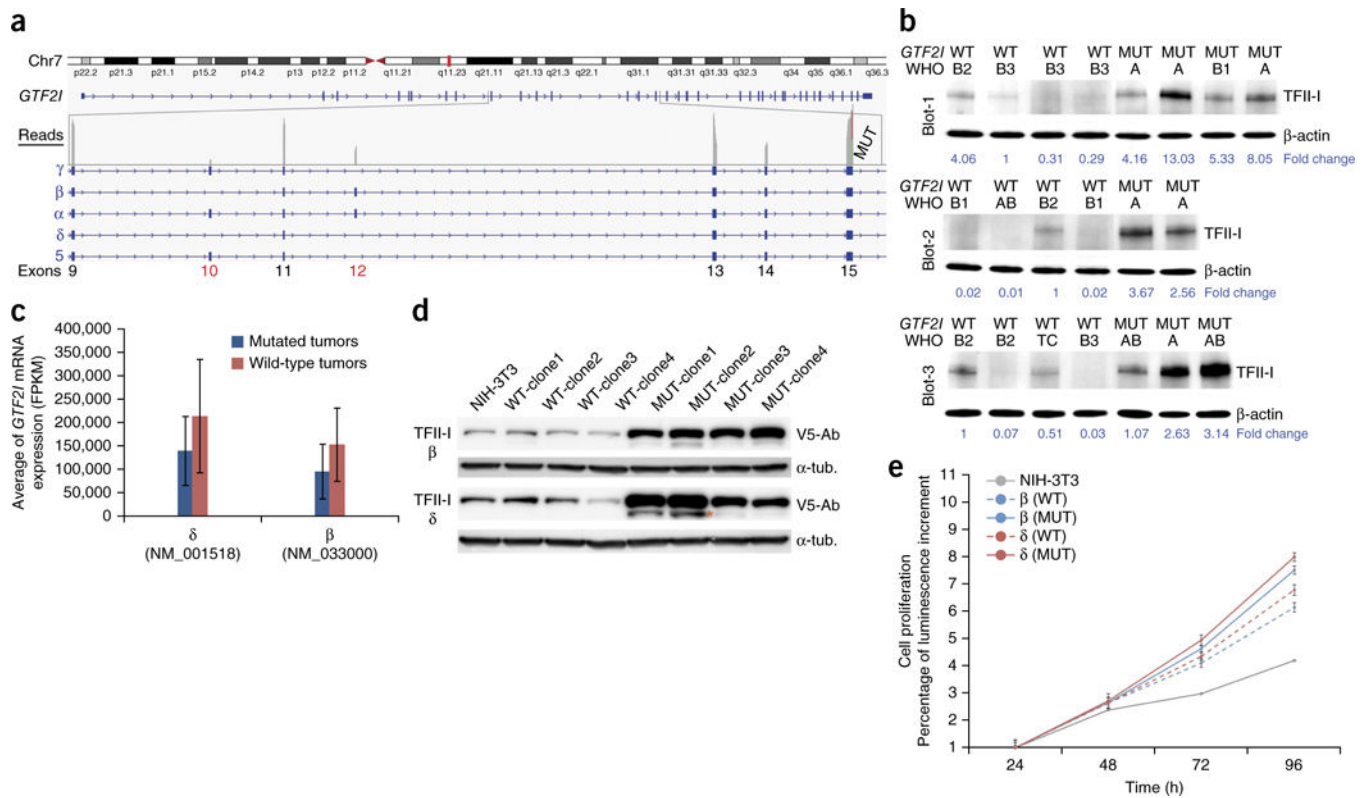 a
Chr7
p22.2 p21.3 p21.1 p15.2 p14.2 p13 p12.2 p11.2 q11.21 q11.23 q21.11 q21.13 q21.3 q22.1 q31.1 q31.31 q31.33 q32.3 q34 q35 q36.1 q36.3
GTF2I
Reads
MUT
γ
β
α
δ
5
Exons 9 10 11 12 13 14 15
b
GTF2I WT WT WT WT MUT MUT MUT MUT
WHO B2 B3 B3 B3 A A B1 A
Blot-1
TFII-I
β-actin
4.06 1 0.31 0.29 4.16 13.03 5.33 8.05 Fold change
GTF2I WT WT WT WT MUT MUT
WHO B1 AB B2 B1 A A
Blot-2
TFII-I
β-actin
0.02 0.01 1 0.02 3.67 2.56 Fold change
GTF2I WT WT WT WT MUT MUT MUT
WHO B2 B2 TC B3 AB A AB
Blot-3
TFII-I
β-actin
1 0.07 0.51 0.03 1.07 2.63 3.14 Fold change
c
Average of GTF2I mRNA
expression (FPKM)
400,000
350,000
300,000
250,000
200,000
150,000
100,000
50,000
0
Mutated tumors
Wild-type tumors
δ
(NM_001518)
β
(NM_033000)
d
NIH-3T3 WT-clone1 WT-clone2 WT-clone3 WT-clone4 MUT-clone1 MUT-clone2 MUT-clone3 MUT-clone4
TFII-I
β
V5-Ab
α-tub.
TFII-I
δ
V5-Ab
*
α-tub.
e
Cell proliferation
Percentage of luminescence increment
11
10
9
8
7
6
5
4
3
2
1
NIH-3T3
β (WT)
β (MUT)
δ (WT)
δ (MUT)
24 48 72 96
Time (h)